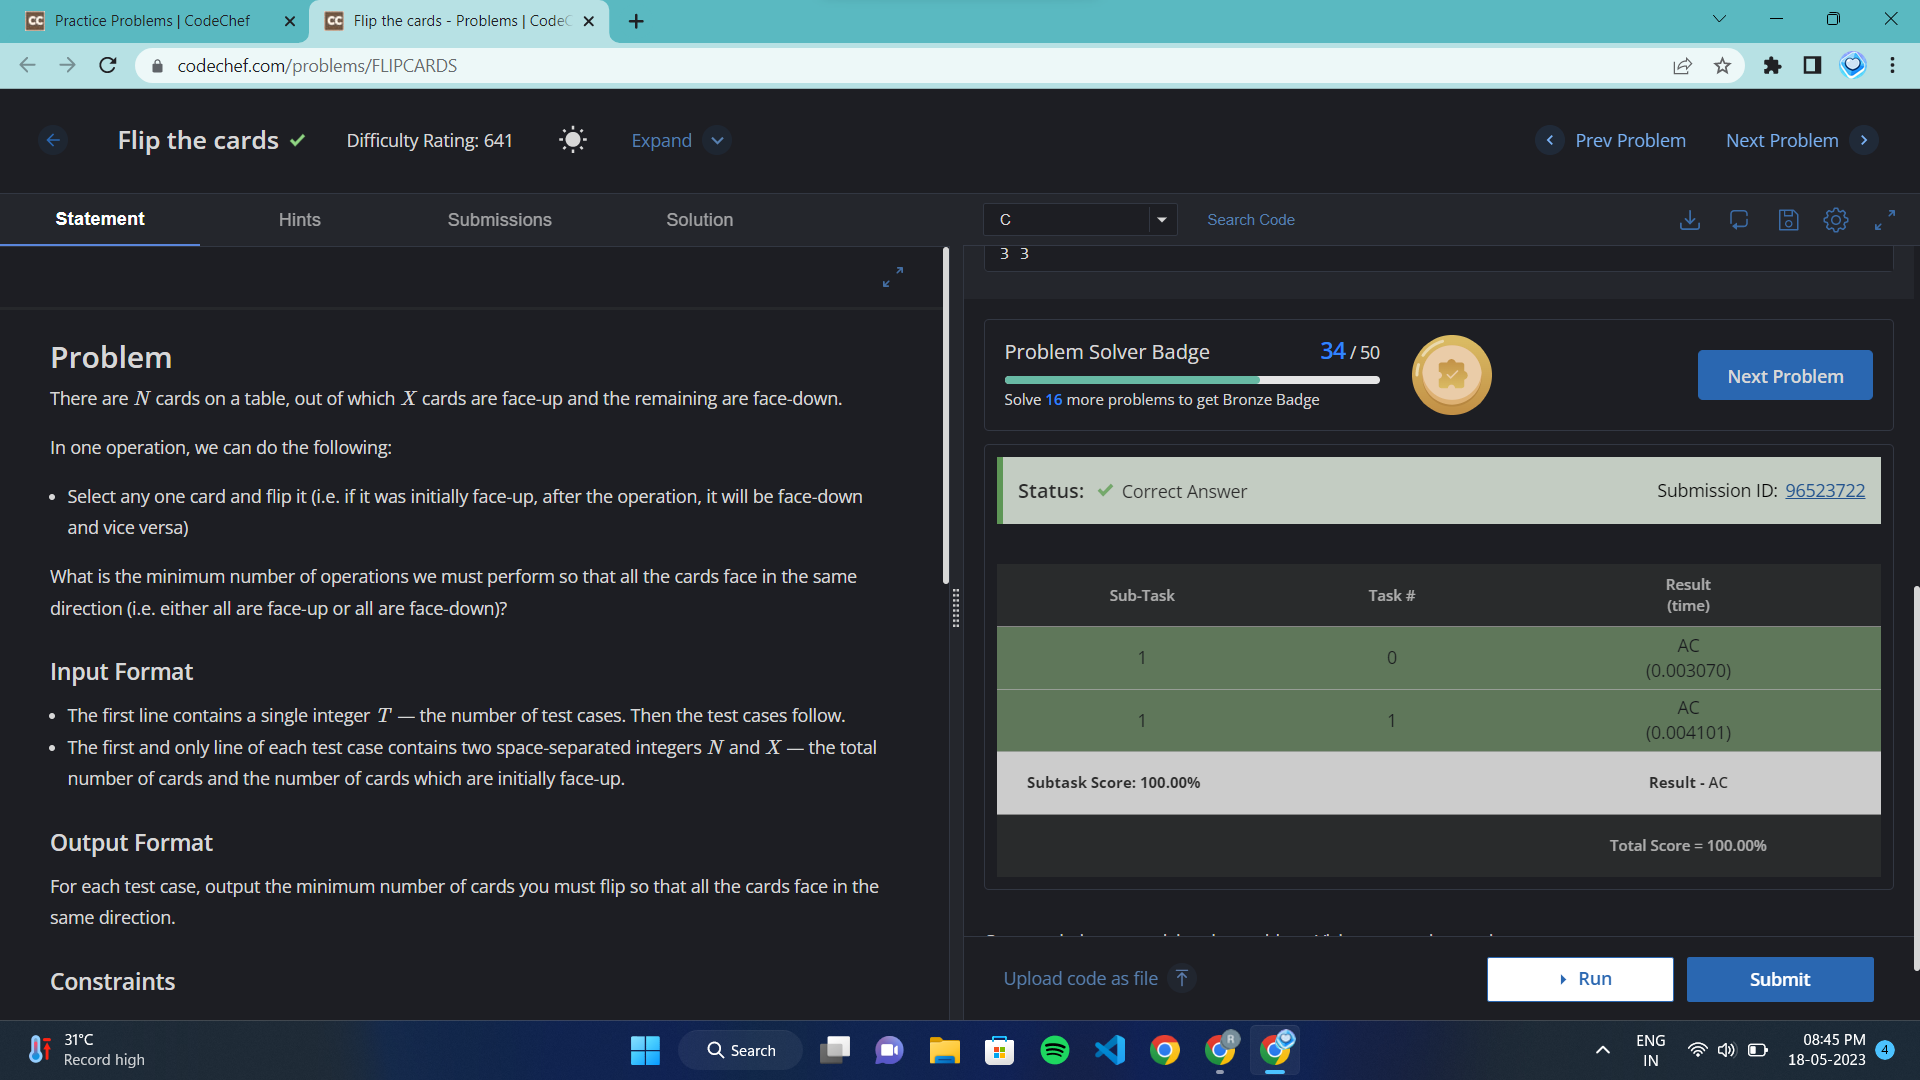 Practice Problems | CodeChef
Flip the cards - Problems | CodeC
codechef.com/problems/FLIPCARDS
Flip the cards
Difficulty Rating: 641
Expand
Prev Problem
Next Problem
Statement
Hints
Submissions
Solution
C
Search Code
3 3
Problem
There are N cards on a table, out of which X cards are face-up and the remaining are face-down.
In one operation, we can do the following:
• Select any one card and flip it (i.e. if it was initially face-up, after the operation, it will be face-down
and vice versa)
What is the minimum number of operations we must perform so that all the cards face in the same
direction (i.e. either all are face-up or all are face-down)?
Input Format
• The first line contains a single integer T — the number of test cases. Then the test cases follow.
• The first and only line of each test case contains two space-separated integers N and X — the total
number of cards and the number of cards which are initially face-up.
Output Format
For each test case, output the minimum number of cards you must flip so that all the cards face in the
same direction.
Constraints
Problem Solver Badge
34 / 50
Solve 16 more problems to get Bronze Badge
Next Problem
Status: Correct Answer
Submission ID: 96523722
Sub-Task Task # Result
(time)
1 0 AC
(0.003070)
1 1 AC
(0.004101)
Subtask Score: 100.00% Result - AC
Total Score = 100.00%
Upload code as file
Run
Submit
31°C
Record high
Search
R
ENG
IN
08:45 PM
18-05-2023
4